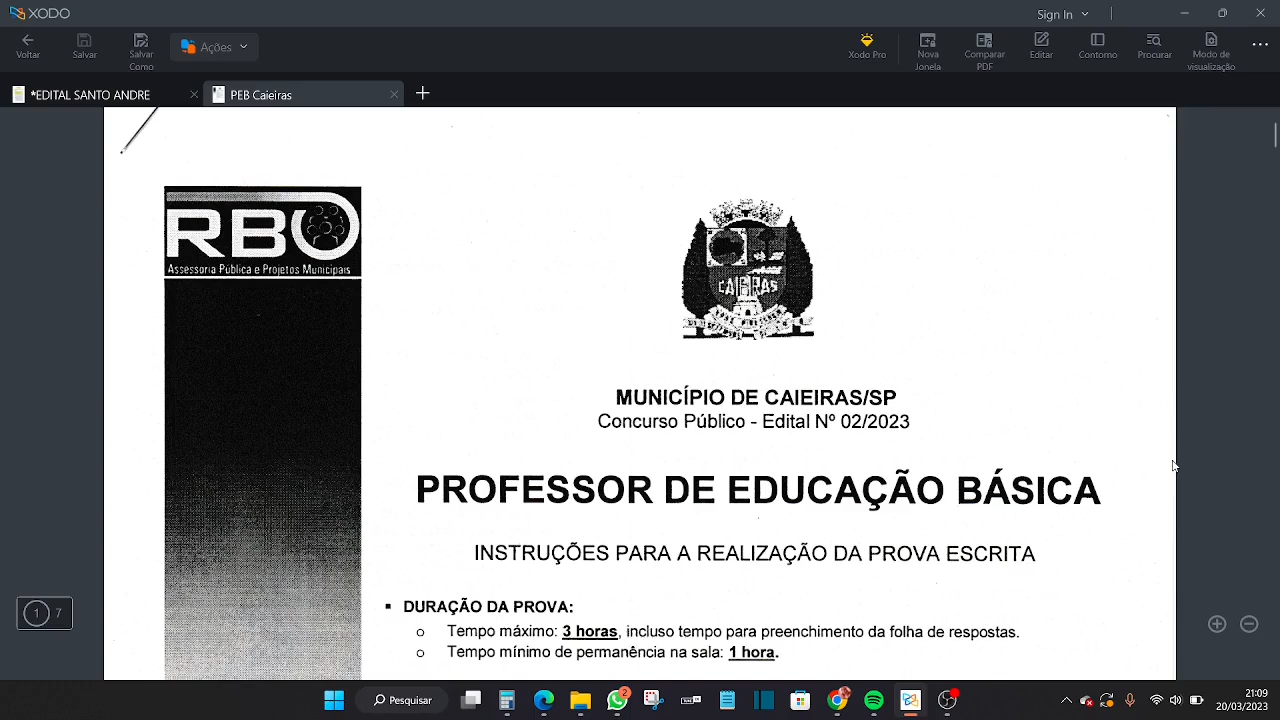 XODO
Sign In
Voltar
Salvar
Salvar Como
Ações
Xodo Pro
Nova Janela
Comparar PDF
Editar
Contorno
Procurar
Modo de visualização
*EDITAL SANTO ANDRE
PEB Caieiras
RBO
Assessoria Pública e Projetos Municipais
CAIEIRAS
MUNICÍPIO DE CAIEIRAS/SP
Concurso Público - Edital Nº 02/2023
PROFESSOR DE EDUCAÇÃO BÁSICA
INSTRUÇÕES PARA A REALIZAÇÃO DA PROVA ESCRITA
▪ DURAÇÃO DA PROVA:
o Tempo máximo: 3 horas, incluso tempo para preenchimento da folha de respostas.
o Tempo mínimo de permanência na sala: 1 hora.
1 7
Pesquisar
2
21:09
20/03/2023